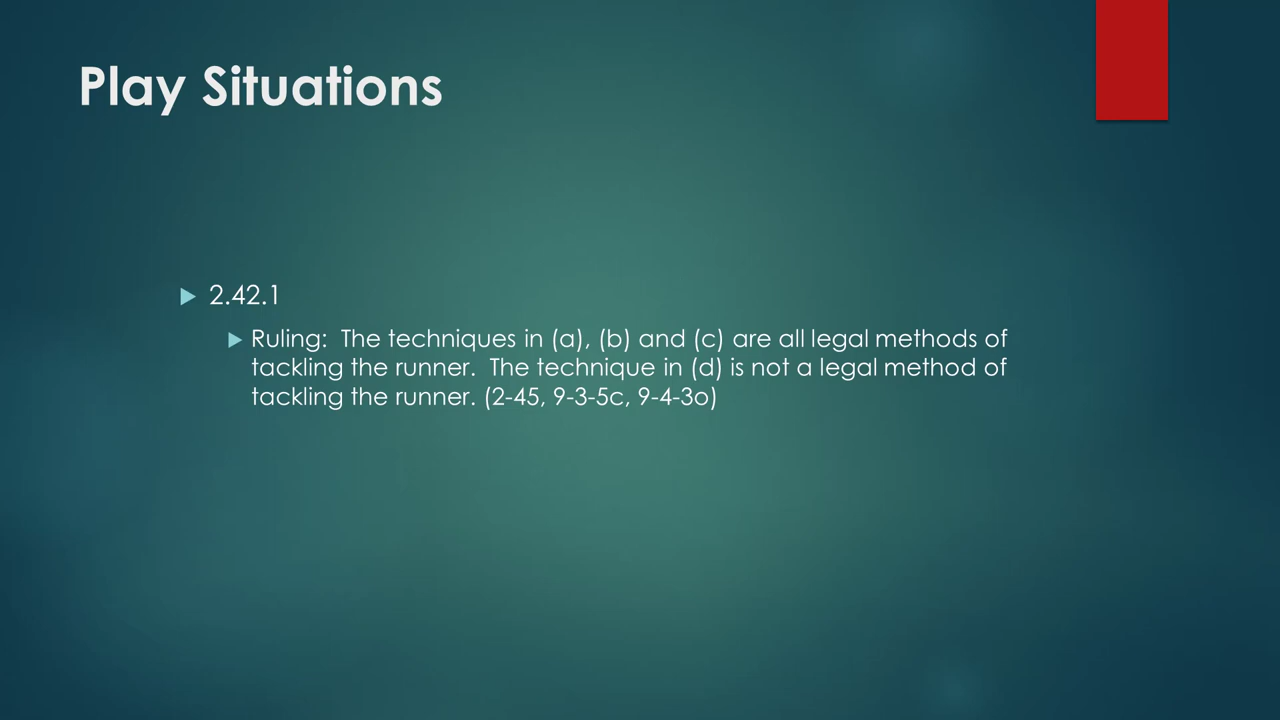 Play Situations
2.42.1
Ruling:  The techniques in (a), (b) and (c) are all legal methods of
tackling the runner.  The technique in (d) is not a legal method of
tackling the runner. (2-45, 9-3-5c, 9-4-3o)